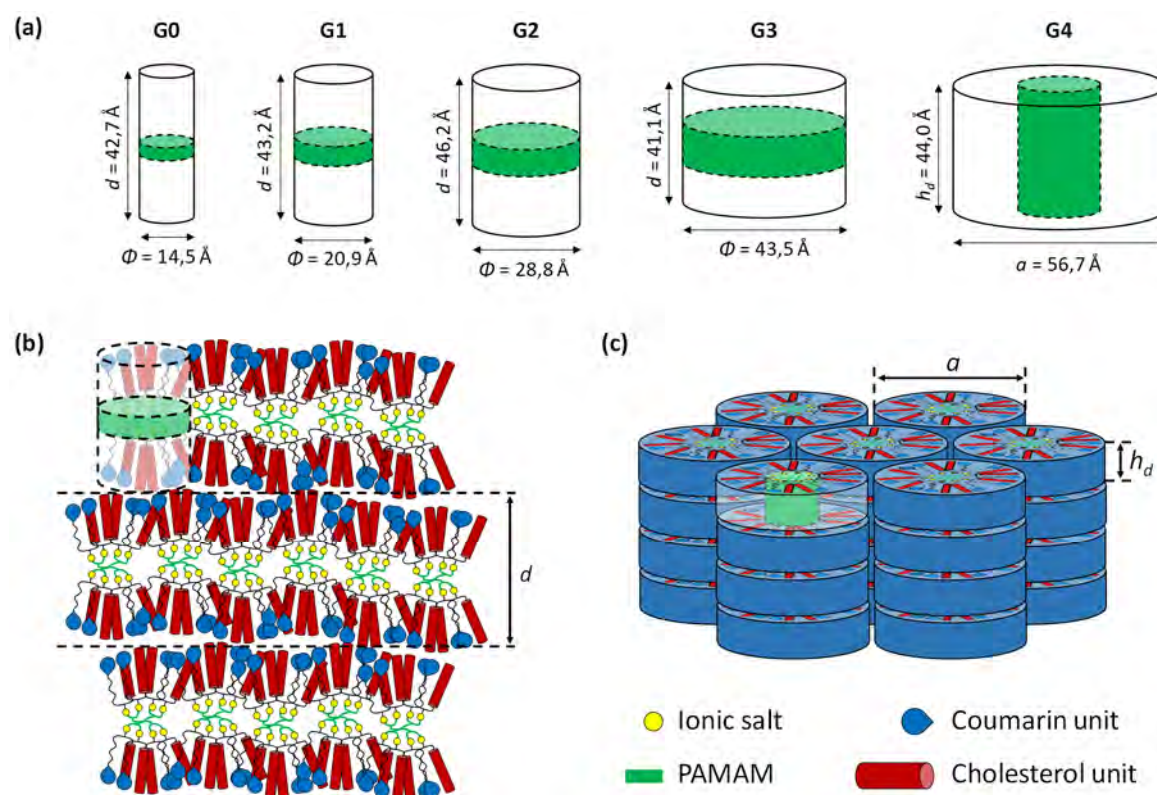 (a)
G0
G1
G2
G3
G4
d = 42,7 Å
d = 43,2 Å
d = 46,2 Å
d = 41,1 Å
h_d = 44,0 Å
Φ = 14,5 Å
Φ = 20,9 Å
Φ = 28,8 Å
Φ = 43,5 Å
a = 56,7 Å
(b)
d
(c)
a
h_d
Ionic salt
Coumarin unit
PAMAM
Cholesterol unit